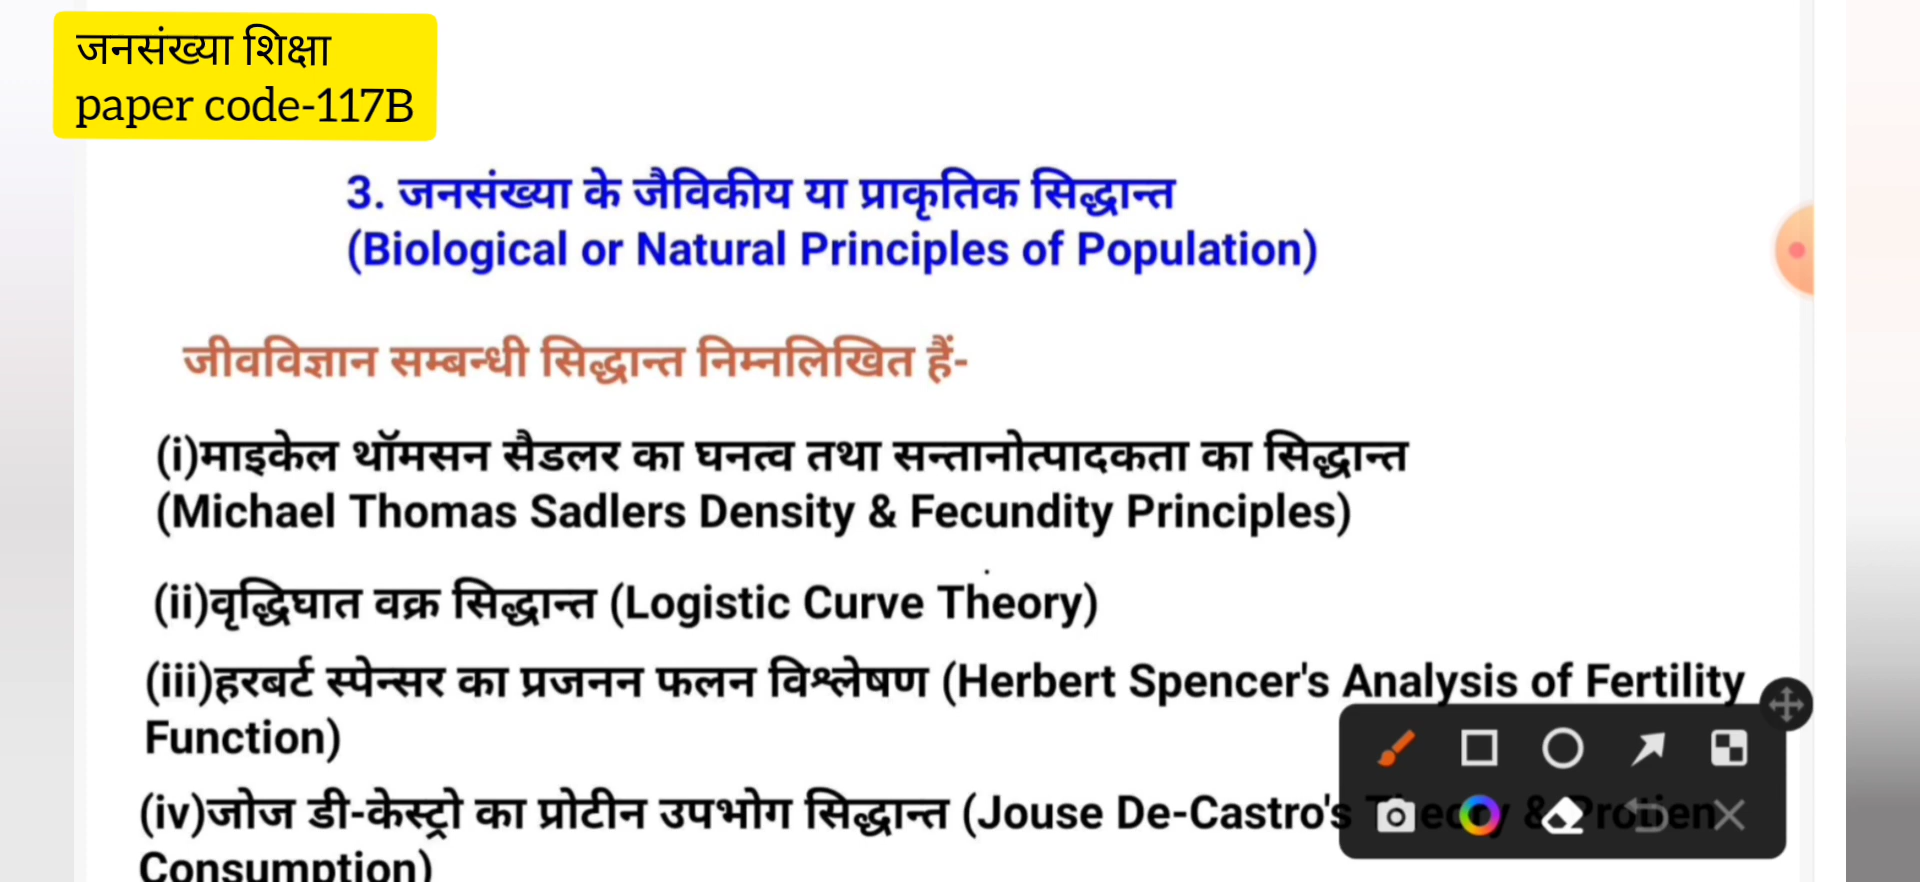 जनसंख्या शिक्षा
paper code-117B
3. जनसंख्या के जैविकीय या प्राकृतिक सिद्धान्त
(Biological or Natural Principles of Population)
जीवविज्ञान सम्बन्धी सिद्धान्त निम्नलिखित हैं-
(i)माइकेल थॉमसन सैडलर का घनत्व तथा सन्तानोत्पादकता का सिद्धान्त
(Michael Thomas Sadlers Density & Fecundity Principles)
(ii)वृद्धिघात वक्र सिद्धान्त (Logistic Curve Theory)
(iii)हरबर्ट स्पेन्सर का प्रजनन फलन विश्लेषण (Herbert Spencer's Analysis of Fertility
Function)
(iv)जोज डी-केस्ट्रो का प्रोटीन उपभोग सिद्धान्त (Jouse De-Castro's Theory & Protien
Consumption)